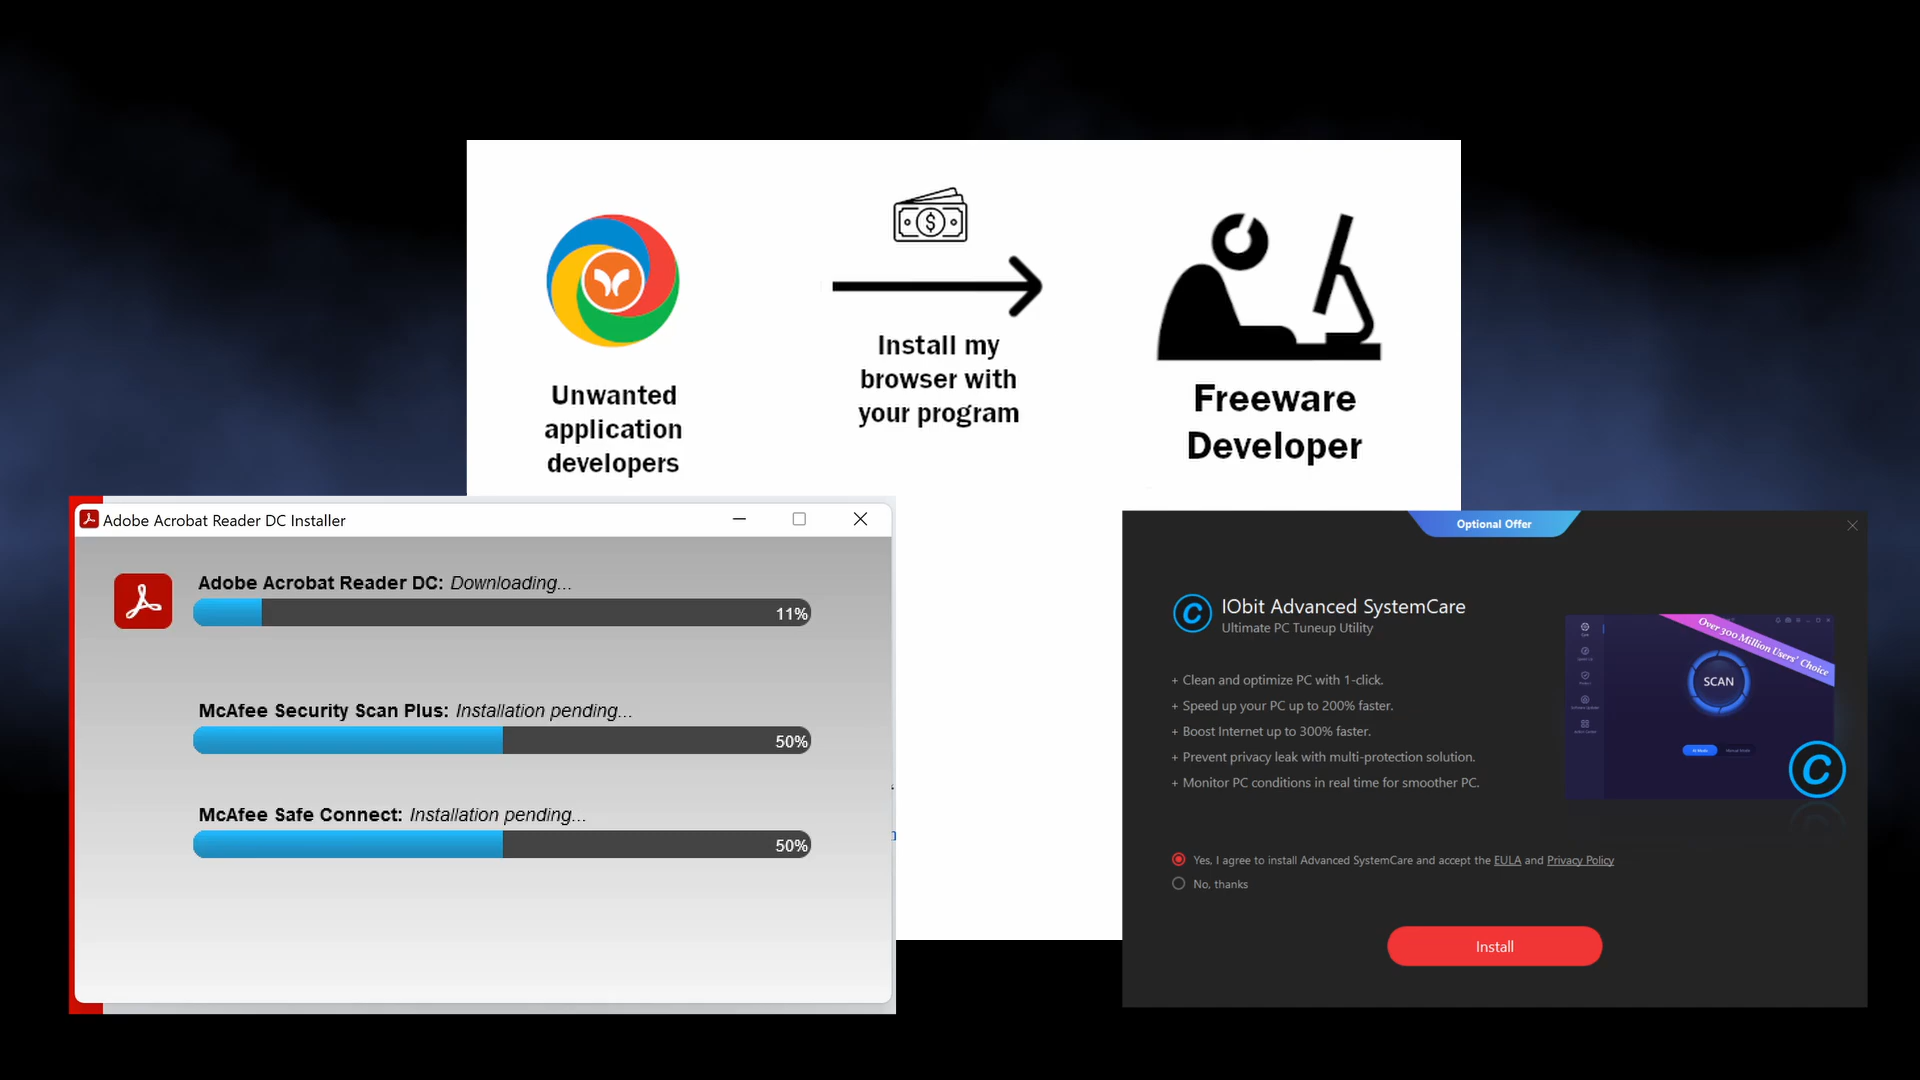 Unwanted
application
developers
Install my
browser with
your program
Freeware
Developer
Adobe Acrobat Reader DC Installer
Adobe Acrobat Reader DC: Downloading...
11%
McAfee Security Scan Plus: Installation pending...
50%
McAfee Safe Connect: Installation pending...
50%
Optional Offer
IObit Advanced SystemCare
Ultimate PC Tuneup Utility
+ Clean and optimize PC with 1-click.
+ Speed up your PC up to 200% faster.
+ Boost Internet up to 300% faster.
+ Prevent privacy leak with multi-protection solution.
+ Monitor PC conditions in real time for smoother PC.
Over 300 Million Users' Choice
SCAN
Yes, I agree to install Advanced SystemCare and accept the EULA and Privacy Policy
No, thanks
Install